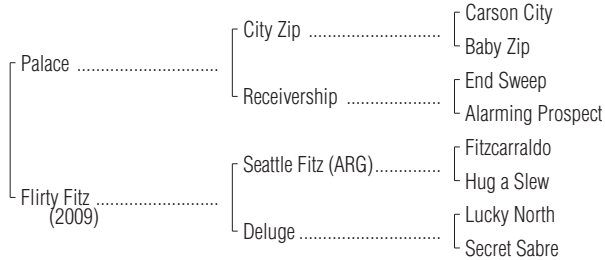 Carson City
City Zip
Baby Zip
Palace
End Sweep
Receivership
Alarming Prospect
Fitzcarraldo
Seattle Fitz (ARG)
Hug a Slew
Flirty Fitz
(2009)
Lucky North
Deluge
Secret Sabre